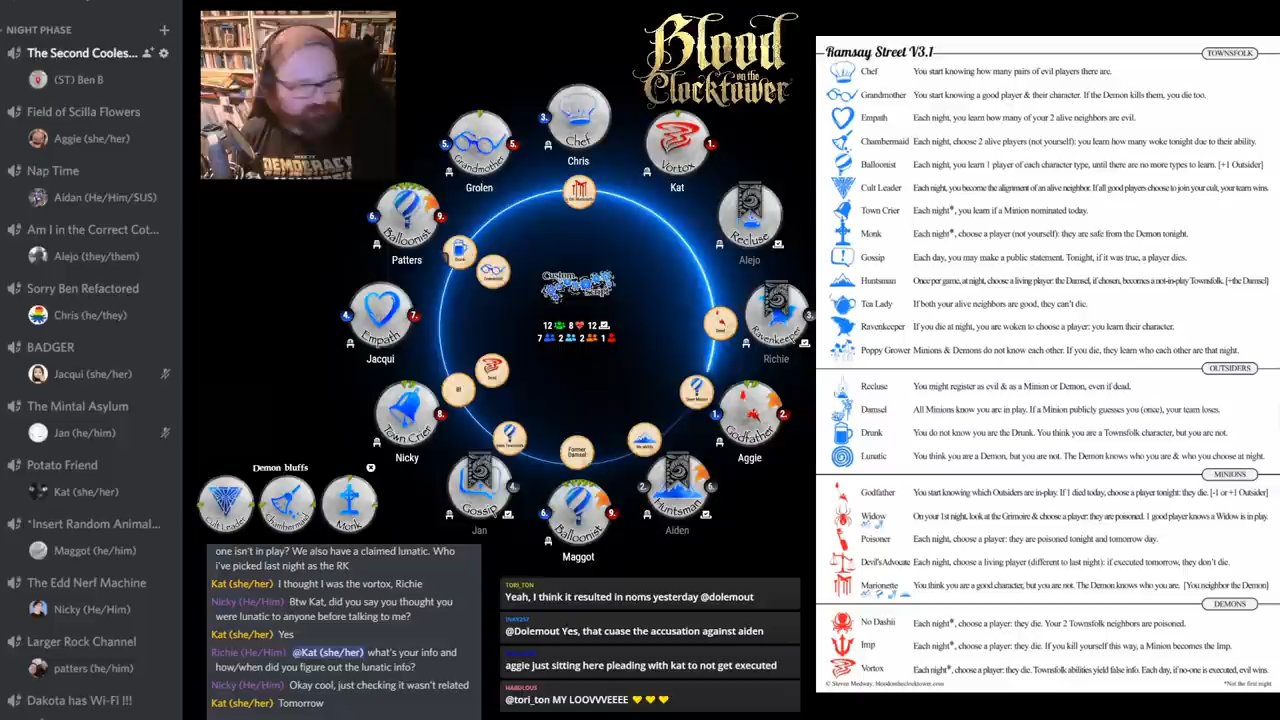 NIGHT PHASE
The Second Cooles...
(ST) Ben B
Field of Scilla Flowers
Aggie (she/her)
Aidan (He/Him/SUS)
Am I in the Correct Cot...
Alejo (they/them)
Sorry Ben Refactored
Chris (he/they)
BADGER
Jacqui (she/her)
The Mintal Asylum
Jan (he/him)
Potato Friend
Kat (she/her)
*Insert Random Animal...
Maggot (he/him)
The Edd Nerf Machine
Nicky (He/Him)
Larger Rock Channel
patters (he/him)
Dakota has WI-FI !!!
DEMOCRACY
Blood
on the
Clocktower
Grandmother
Grolen
Chef
Chris
Vortox
Kat
Recluse
Alejo
Ravenkeeper
Richie
Godfather
Aggie
Huntsman
Aiden
Balloonist
Maggot
Gossip
Jan
Nicky
Empath
Jacqui
Balloonist
Patters
Custom
12 8 12
7 2 2 1
Former
Damsel
Demon bluffs
Cult Leader
Chambermaid
Monk
one isn't in play? We also have a claimed lunatic. Who
i've picked last night as the RK
Kat (she/her) I thought I was the vortox, Richie
Nicky (He/Him) Btw Kat, did you say you thought you
were lunatic to anyone before talking to me?
Kat (she/her) Yes
Richie (He/Him) @Kat (she/her) what's your info and
how/when did you figure out the lunatic info?
Nicky (He/Him) Okay cool, just checking it wasn't related
Kat (she/her) Tomorrow
TORI_TON
Yeah, I think it resulted in noms yesterday @dolemout
@Dolemout Yes, that cuase the accusation against aiden
aggie just sitting here pleading with kat to not get executed
@tori_ton MY LOOVVEEEE
Ramsay Street V3.1
TOWNSFOLK
Chef You start knowing how many pairs of evil players there are.
Grandmother You start knowing a good player & their character. If the Demon kills them, you die too.
Empath Each night, you learn how many of your 2 alive neighbors are evil.
Chambermaid Each night, choose 2 alive players (not yourself): you learn how many woke tonight due to their ability.
Balloonist Each night, you learn 1 player of each character type, until there are no more types to learn. [+1 Outsider]
Cult Leader Each night, you become the alignment of an alive neighbor. If all good players choose to join your cult, your team wins.
Town Crier Each night*, you learn if a Minion nominated today.
Monk Each night*, choose a player (not yourself): they are safe from the Demon tonight.
Gossip Each day, you may make a public statement. Tonight, if it was true, a player dies.
Huntsman Once per game, at night, choose a living player: the Damsel, if chosen, becomes a not-in-play Townsfolk. [+the Damsel]
Tea Lady If both your alive neighbors are good, they can't die.
Ravenkeeper If you die at night, you are woken to choose a player: you learn their character.
Poppy Grower Minions & Demons do not know each other. If you die, they learn who each other are that night.
OUTSIDERS
Recluse You might register as evil & as a Minion or Demon, even if dead.
Damsel All Minions know you are in play. If a Minion publicly guesses you (once), your team loses.
Drunk You do not know you are the Drunk. You think you are a Townsfolk character, but you are not.
Lunatic You think you are a Demon, but you are not. The Demon knows who you are & who you choose at night.
MINIONS
Godfather You start knowing which Outsiders are in-play. If 1 died today, choose a player tonight: they die. [-1 or +1 Outsider]
Widow On your 1st night, look at the Grimoire & choose a player: they are poisoned. 1 good player knows a Widow is in play.
Poisoner Each night, choose a player: they are poisoned tonight and tomorrow day.
Devil's Advocate Each night, choose a living player (different to last night): if executed tomorrow, they don't die.
Marionette You think you are a good character, but you are not. The Demon knows who you are. [You neighbor the Demon]
DEMONS
No Dashii Each night*, choose a player: they die. Your 2 Townsfolk neighbors are poisoned.
Imp Each night*, choose a player: they die. If you kill yourself this way, a Minion becomes the Imp.
Vortox Each night*, choose a player: they die. Townsfolk abilities yield false info. Each day, if no-one is executed, evil wins.
© Steven Medway, bloodontheclocktower.com
*Not the first night